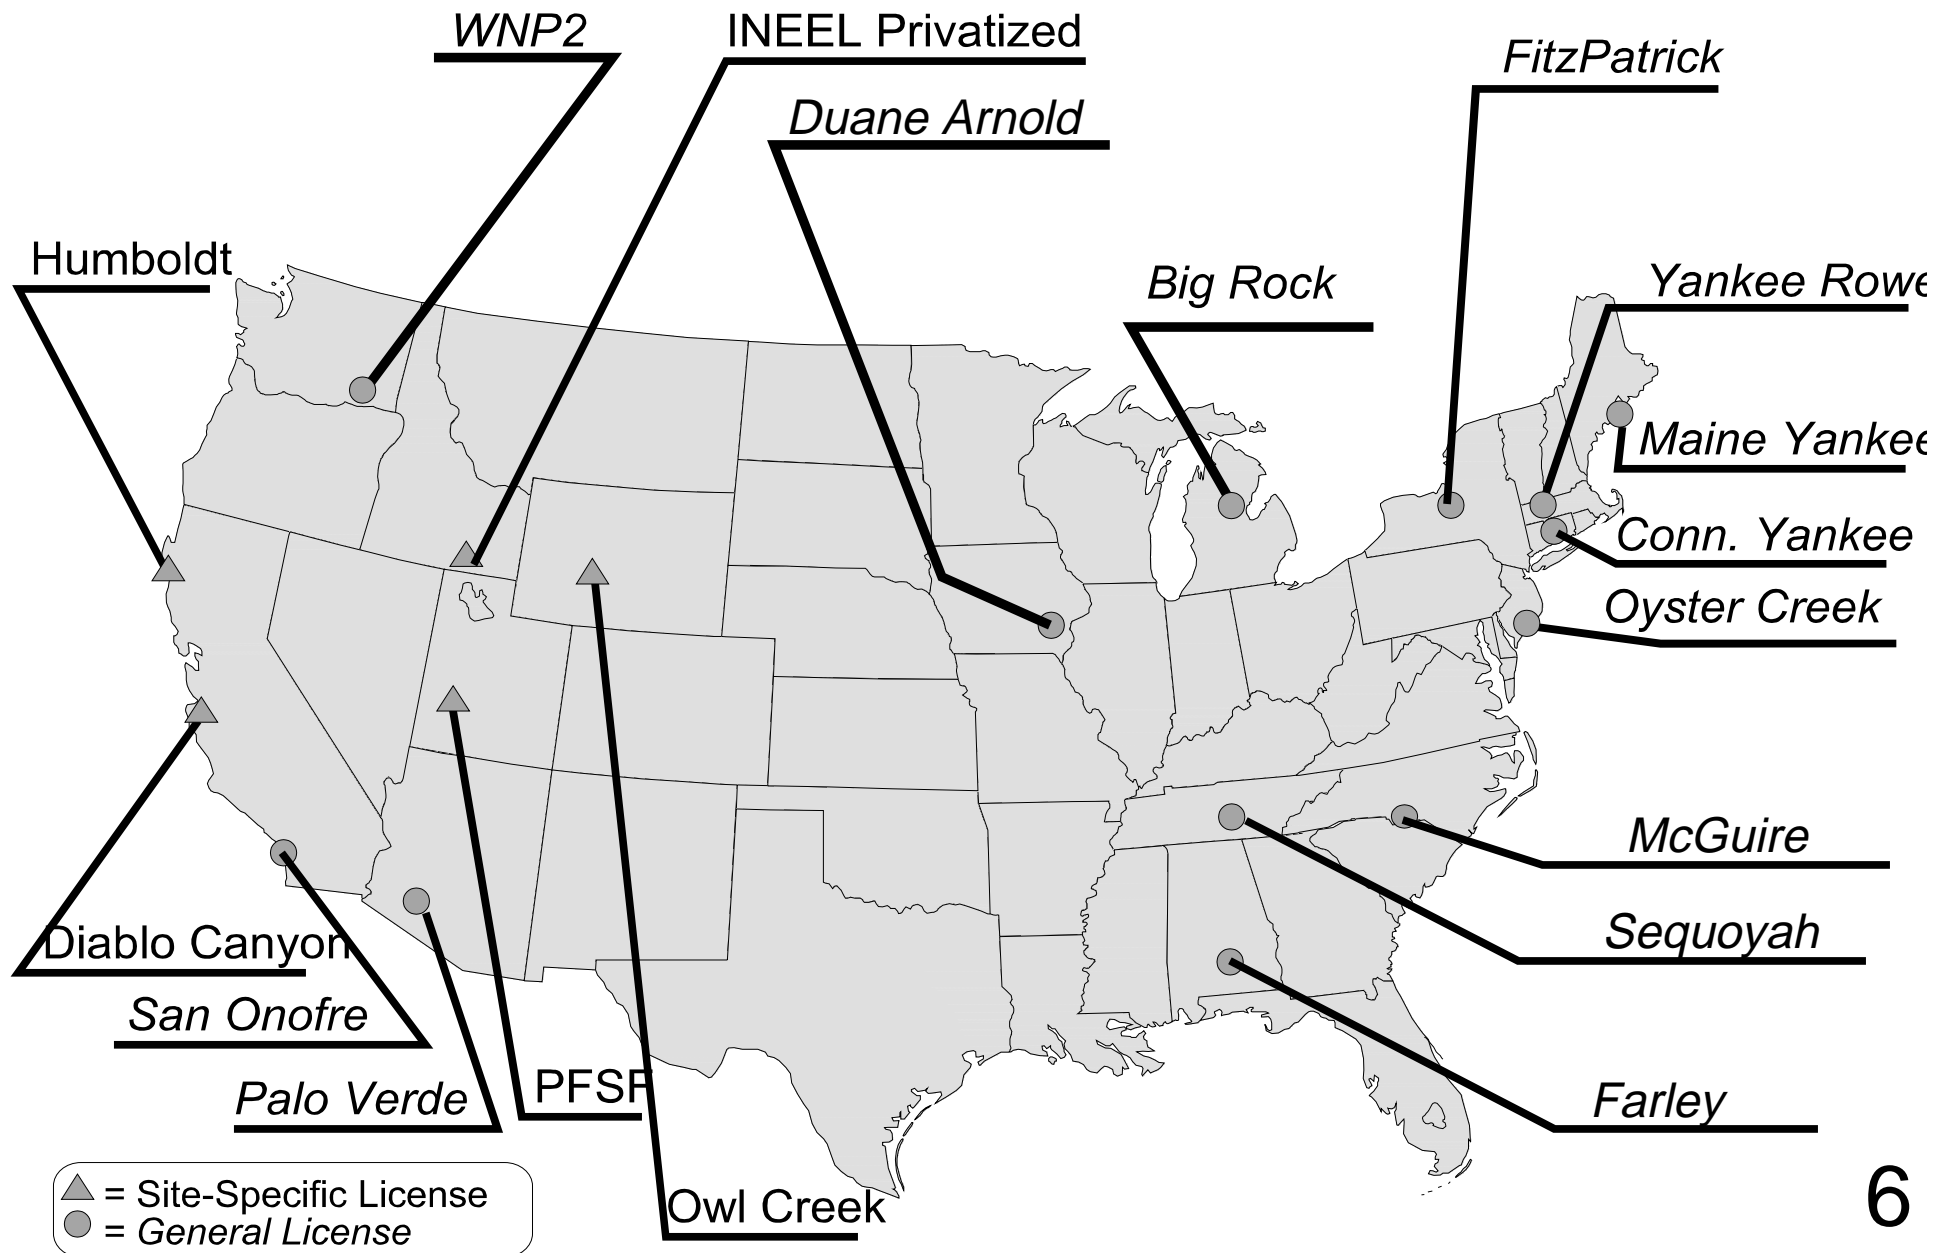 WNP2
INEEL Privatized
FitzPatrick
Duane Arnold
Humboldt
Big Rock
Yankee Rowe
Maine Yankee
Conn. Yankee
Oyster Creek
McGuire
Sequoyah
Diablo Canyon
San Onofre
Palo Verde
PFSF
Farley
Owl Creek
= Site-Specific License
= General License
6